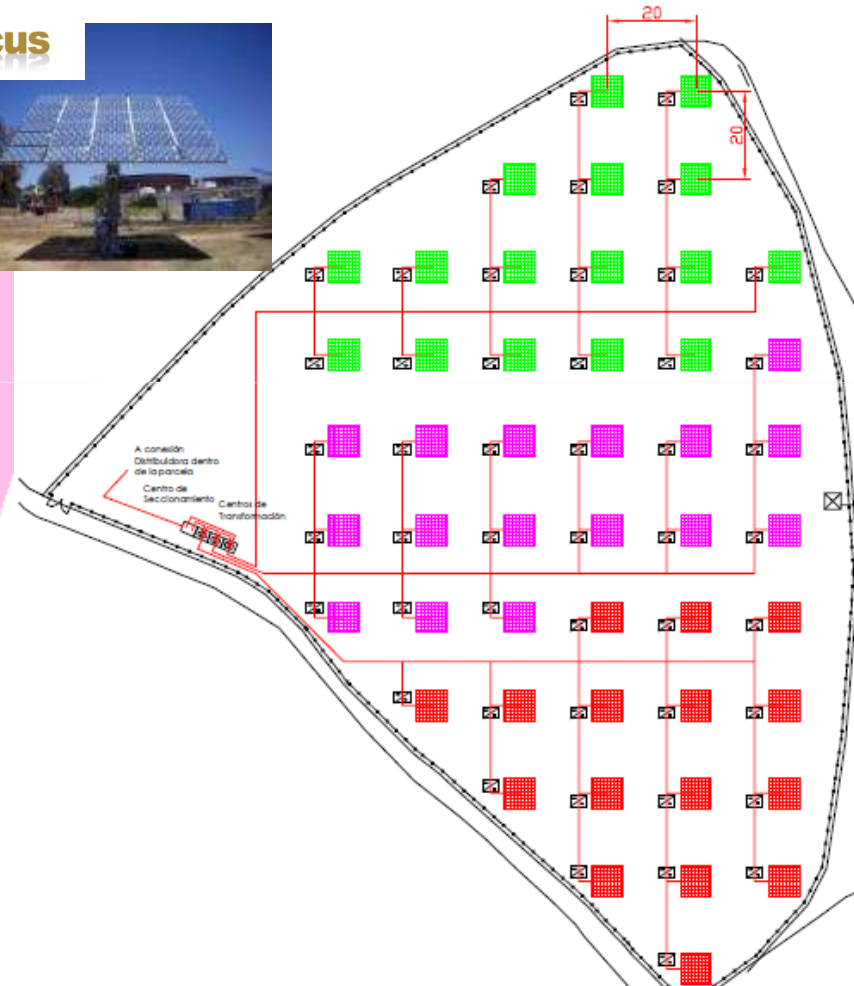 cus
20
20
A conexión
Distribuidora dentro
de la parcela
Centro de
Seccionamiento
Centros de
Transformación